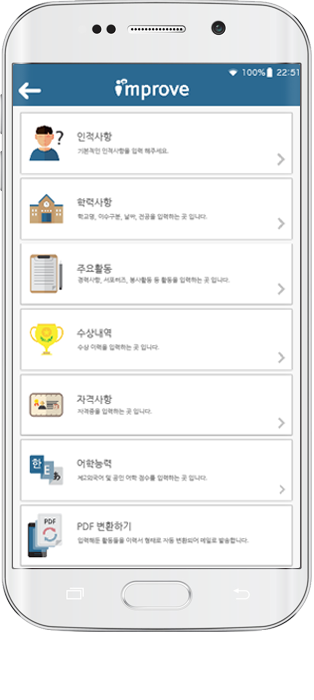 100% 22:51
improve
인적사항
기본적인 인적사항을 입력 해주세요.
학력사항
학교명, 이수구분, 날짜, 전공을 입력하는 곳 입니다.
주요활동
경력사항, 서포터즈, 봉사활동 등 활동을 입력하는 곳 입니다.
수상내역
수상 이력을 입력하는 곳 입니다.
자격사항
자격증을 입력하는 곳 입니다.
어학능력
제2외국어 및 공인 어학 점수를 입력하는 곳 입니다.
한 E あ
PDF 변환하기
PDF
입력해둔 활동들을 이력서 형태로 자동 변환되어 메일로 발송합니다.